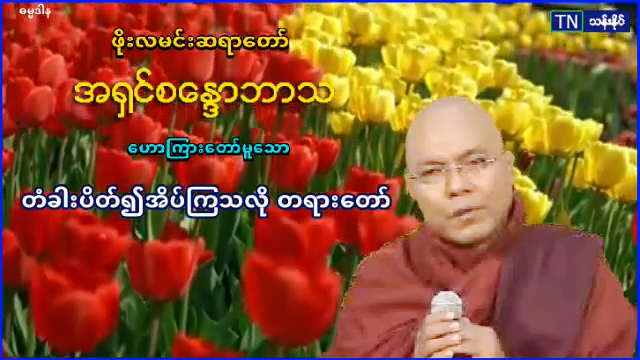 ဓမ္မဒါန
TN သန်းနိုင်
ဖိုးလမင်းဆရာတော်
အရှင်စန္ဒောဘာသ
ဟောကြားတော်မူသော
တံခါးပိတ်၍အိပ်ကြသလို တရားတော်